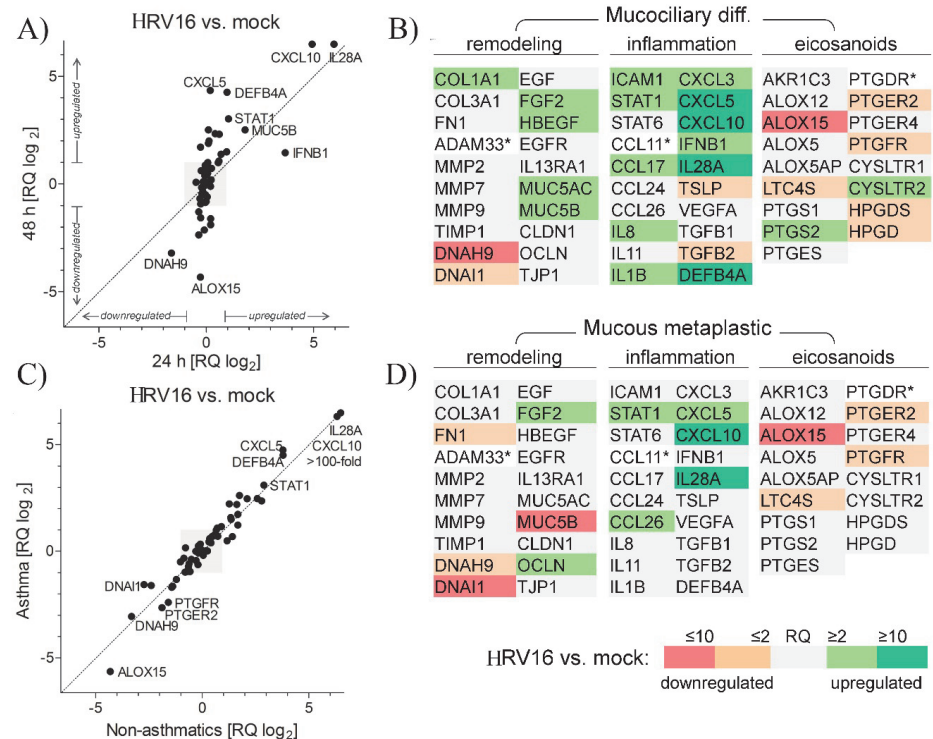 A)
HRV16 vs. mock
CXCL10 IL28A
CXCL5
DEFB4A
STAT1
MUC5B
IFNB1
DNAH9
ALOX15
48 h [RQ log2]
upregulated
downregulated
5
0
-5
downregulated
upregulated
-5 0 5
24 h [RQ log2]
B)
Mucociliary diff.
remodeling inflammation eicosanoids
COL1A1 EGF ICAM1 CXCL3 AKR1C3 PTGDR*
COL3A1 FGF2 STAT1 CXCL5 ALOX12 PTGER2
FN1 HBEGF STAT6 CXCL10 ALOX15 PTGER4
ADAM33* EGFR CCL11* IFNB1 ALOX5 PTGFR
MMP2 IL13RA1 CCL17 IL28A ALOX5AP CYSLTR1
MMP7 MUC5AC CCL24 TSLP LTC4S CYSLTR2
MMP9 MUC5B CCL26 VEGFA PTGS1 HPGDS
TIMP1 CLDN1 IL8 TGFB1 PTGS2 HPGD
DNAH9 OCLN IL11 TGFB2 PTGES
DNAI1 TJP1 IL1B DEFB4A
C)
HRV16 vs. mock
IL28A
CXCL5 CXCL10
DEFB4A >100-fold
STAT1
DNAI1
PTGFR
PTGER2
DNAH9
ALOX15
Asthma [RQ log2]
5
0
-5
-5 0 5
Non-asthmatics [RQ log2]
D)
Mucous metaplastic
remodeling inflammation eicosanoids
COL1A1 EGF ICAM1 CXCL3 AKR1C3 PTGDR*
COL3A1 FGF2 STAT1 CXCL5 ALOX12 PTGER2
FN1 HBEGF STAT6 CXCL10 ALOX15 PTGER4
ADAM33* EGFR CCL11* IFNB1 ALOX5 PTGFR
MMP2 IL13RA1 CCL17 IL28A ALOX5AP CYSLTR1
MMP7 MUC5AC CCL24 TSLP LTC4S CYSLTR2
MMP9 MUC5B CCL26 VEGFA PTGS1 HPGDS
TIMP1 CLDN1 IL8 TGFB1 PTGS2 HPGD
DNAH9 OCLN IL11 TGFB2 PTGES
DNAI1 TJP1 IL1B DEFB4A
≤10 ≤2 RQ ≥2 ≥10
HRV16 vs. mock:
downregulated upregulated